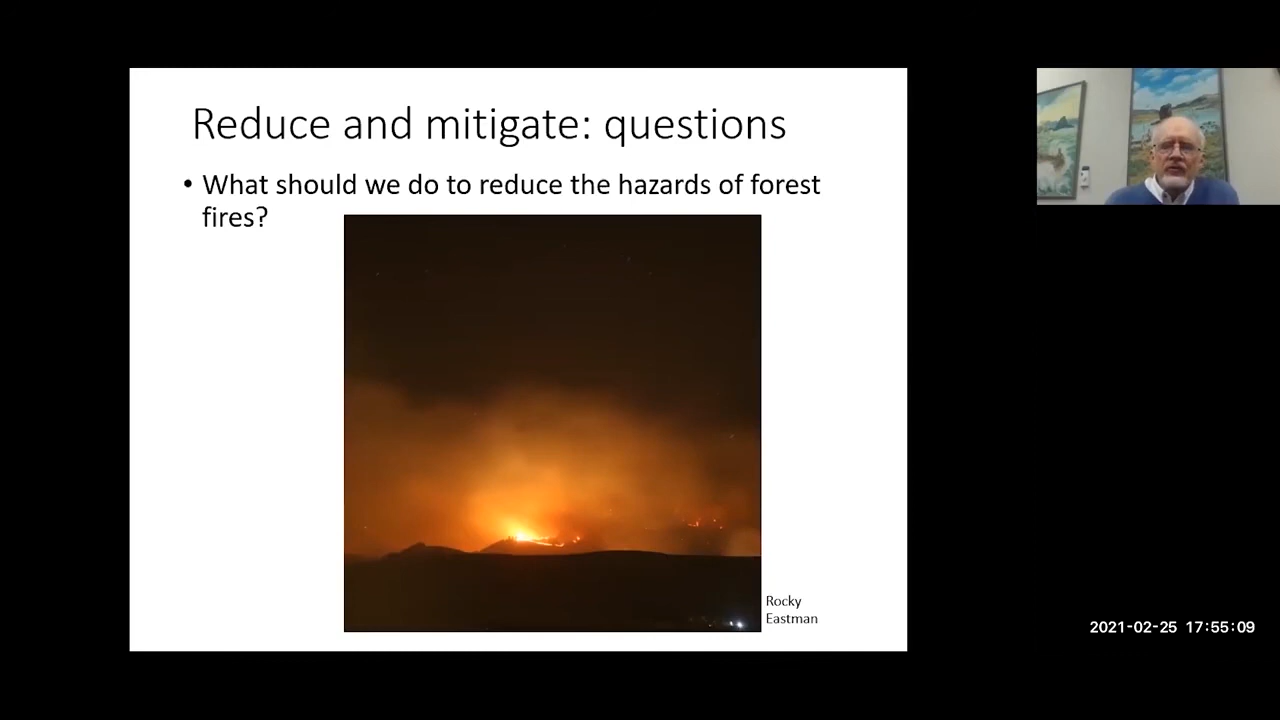 Reduce and mitigate: questions
• What should we do to reduce the hazards of forest
fires?
Rocky
Eastman
2021-02-25 17:55:09